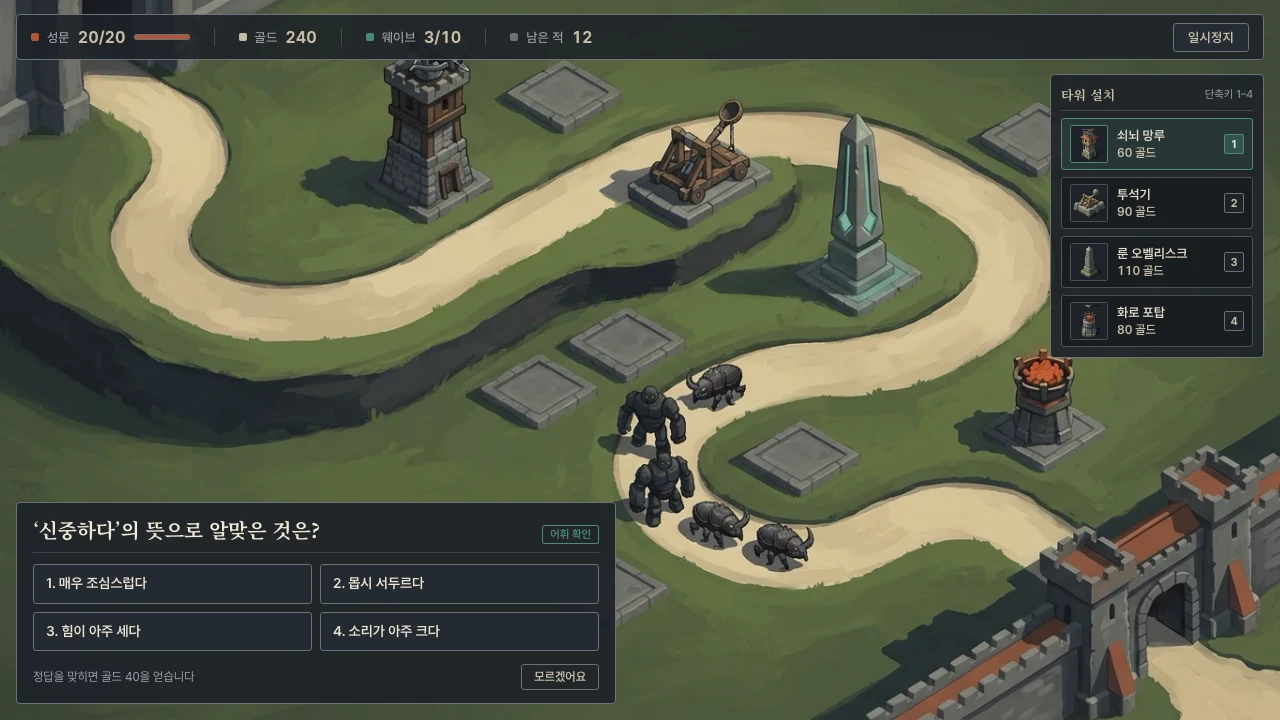 성문 20/20 골드 240 웨이브 3/10 남은 적 12 일시정지
타워 설치 단축키 1–4
쇠뇌 망루
60 골드
1
투석기
90 골드
2
룬 오벨리스크
110 골드
3
화로 포탑
80 골드
4
‘신중하다’의 뜻으로 알맞은 것은?
어휘 확인
1. 매우 조심스럽다
2. 몹시 서두르다
3. 힘이 아주 세다
4. 소리가 아주 크다
정답을 맞히면 골드 40을 얻습니다
모르겠어요